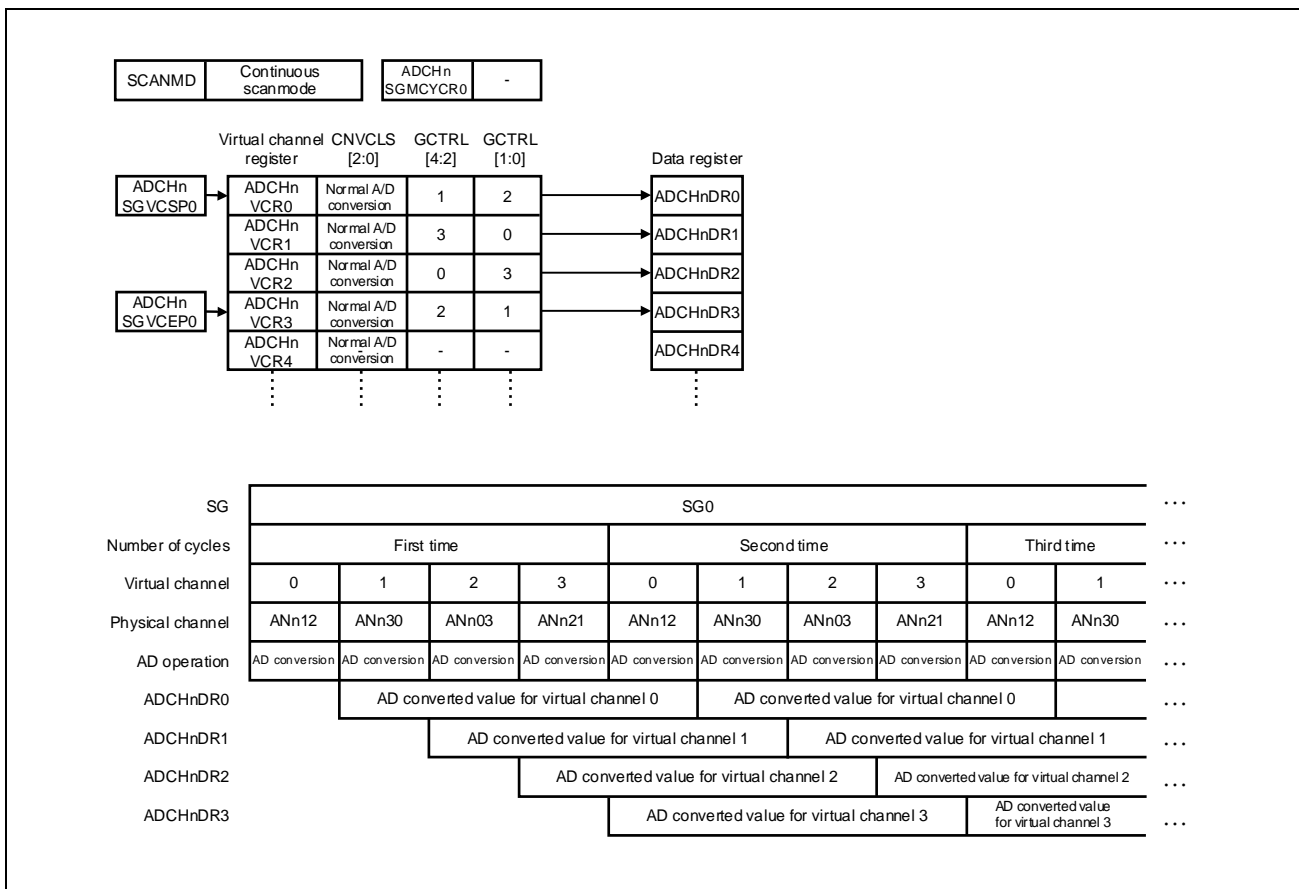 SCANMD Continuous scanmode ADCHn SGMCYCR0 -
Virtual channel register CNVCLS [2:0] GCTRL [4:2] GCTRL [1:0] Data register
ADCHn SGVCSP0 ADCHn VCR0 Normal A/D conversion 1 2 ADCHnDR0
ADCHn VCR1 Normal A/D conversion 3 0 ADCHnDR1
ADCHn VCR2 Normal A/D conversion 0 3 ADCHnDR2
ADCHn SGVCEP0 ADCHn VCR3 Normal A/D conversion 2 1 ADCHnDR3
ADCHn VCR4 Normal A/D conversion - - - ADCHnDR4
SG SG0 ...
Number of cycles First time Second time Third time ...
Virtual channel 0 1 2 3 0 1 2 3 0 1 ...
Physical channel ANn12 ANn30 ANn03 ANn21 ANn12 ANn30 ANn03 ANn21 ANn12 ANn30 ...
AD operation AD conversion AD conversion AD conversion AD conversion AD conversion AD conversion AD conversion AD conversion AD conversion AD conversion ...
ADCHnDR0 AD converted value for virtual channel 0 AD converted value for virtual channel 0 ...
ADCHnDR1 AD converted value for virtual channel 1 AD converted value for virtual channel 1 ...
ADCHnDR2 AD converted value for virtual channel 2 AD converted value for virtual channel 2 ...
ADCHnDR3 AD converted value for virtual channel 3 AD converted value for virtual channel 3 ...